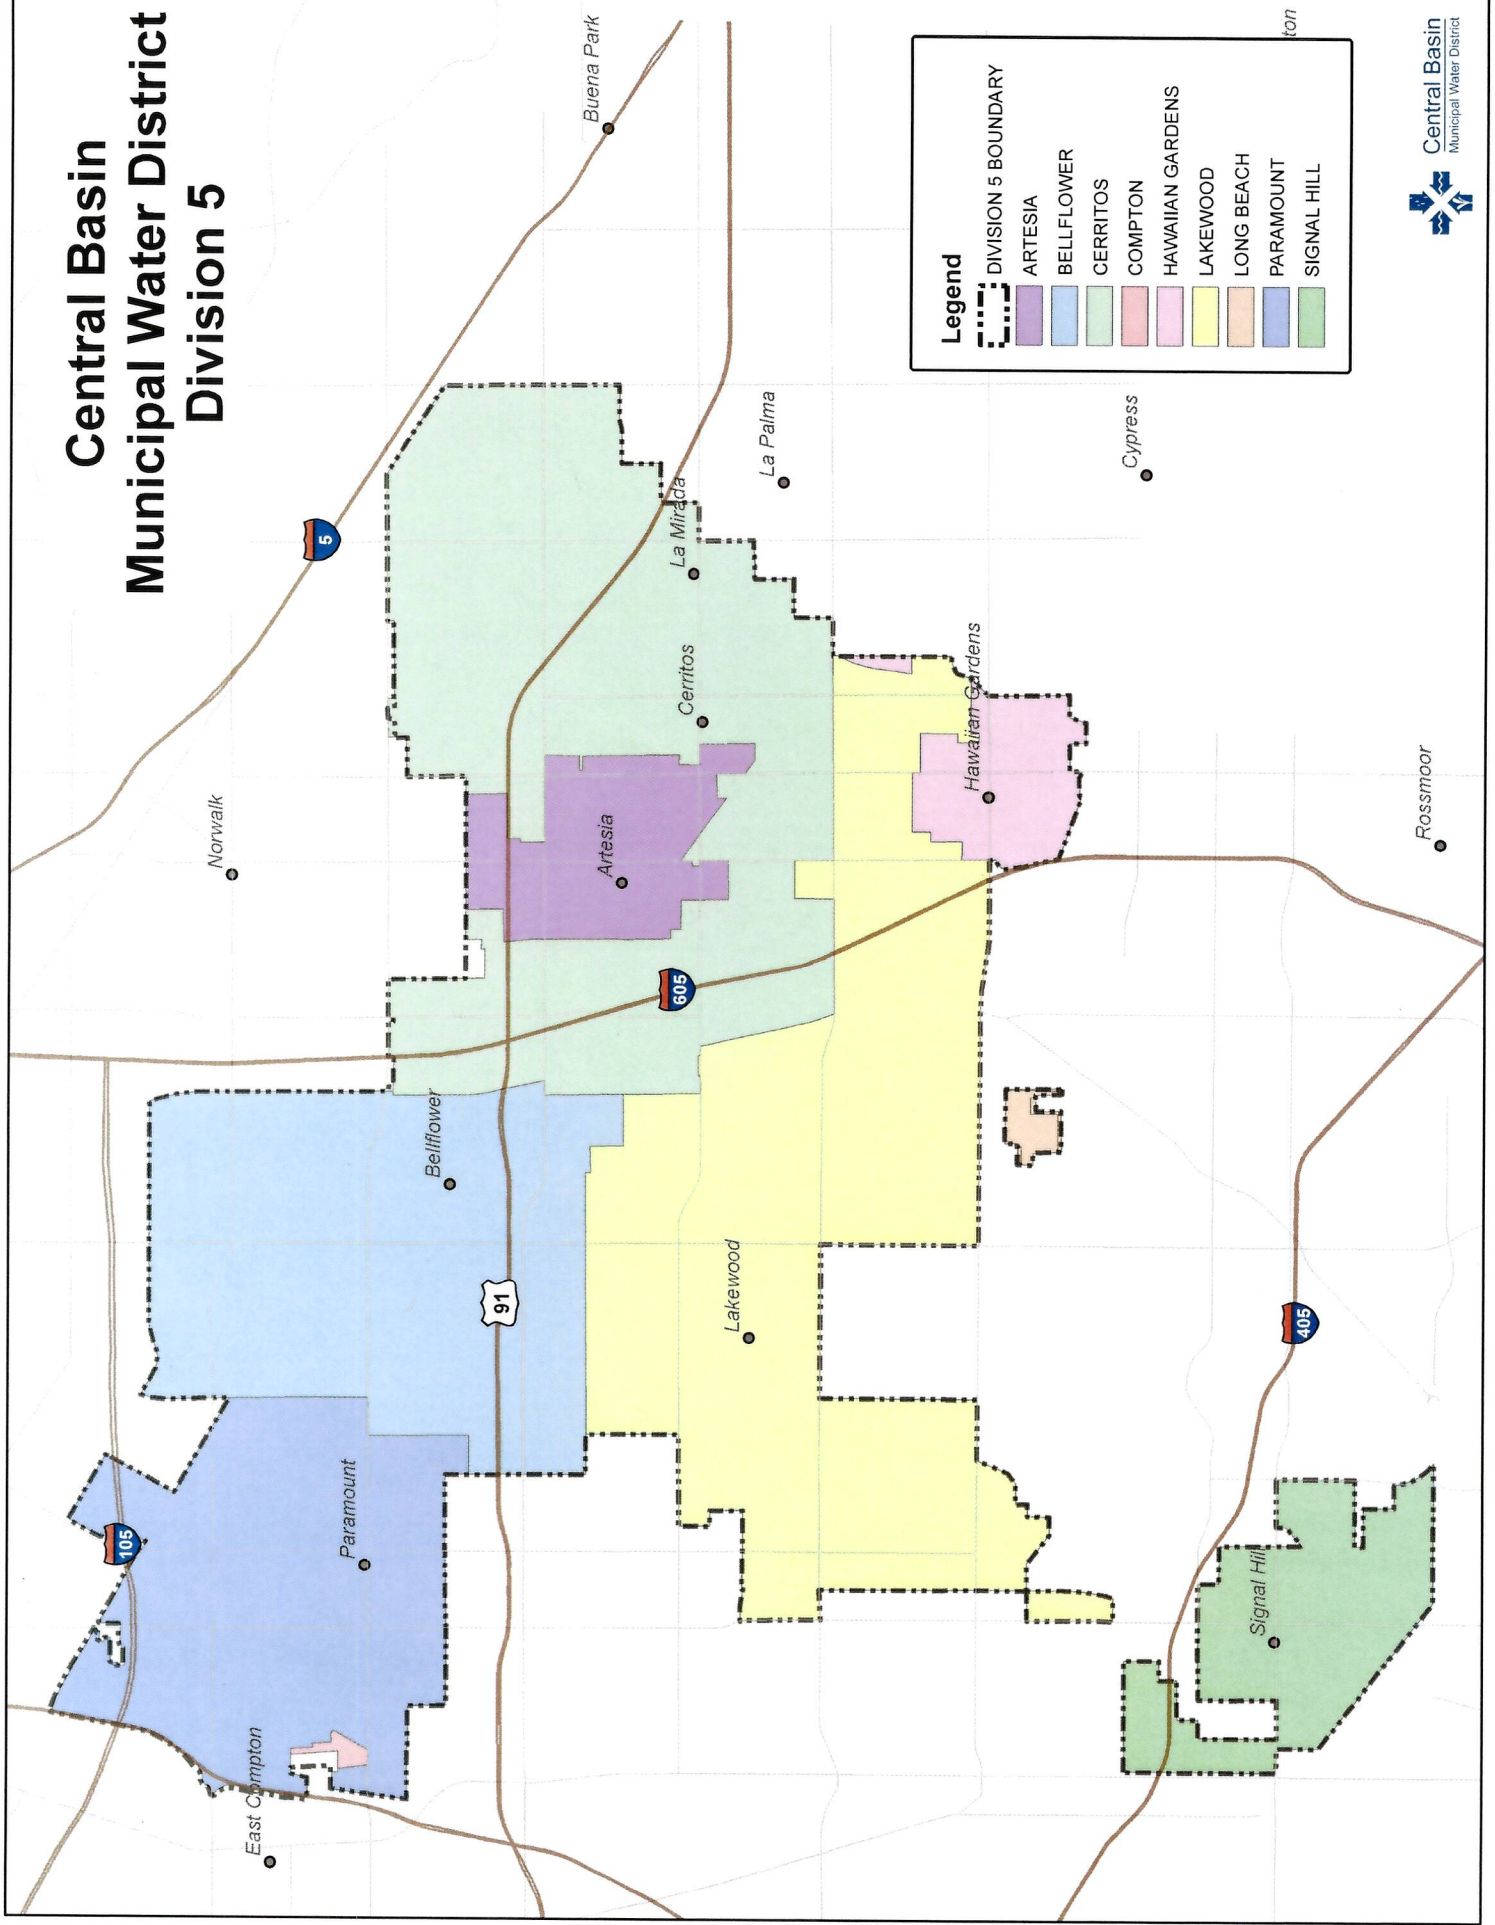 Central Basin
Municipal Water District
Division 5
Buena Park
5
Norwalk
La Palma
La Mirada
Cerritos
Cypress
Artesia
Hawaiian Gardens
Rossmoor
605
Bellflower
91
Lakewood
405
105
Paramount
Signal Hill
East Compton
ton
Legend
DIVISION 5 BOUNDARY
ARTESIA
BELLFLOWER
CERRITOS
COMPTON
HAWAIIAN GARDENS
LAKEWOOD
LONG BEACH
PARAMOUNT
SIGNAL HILL
Central Basin
Municipal Water District